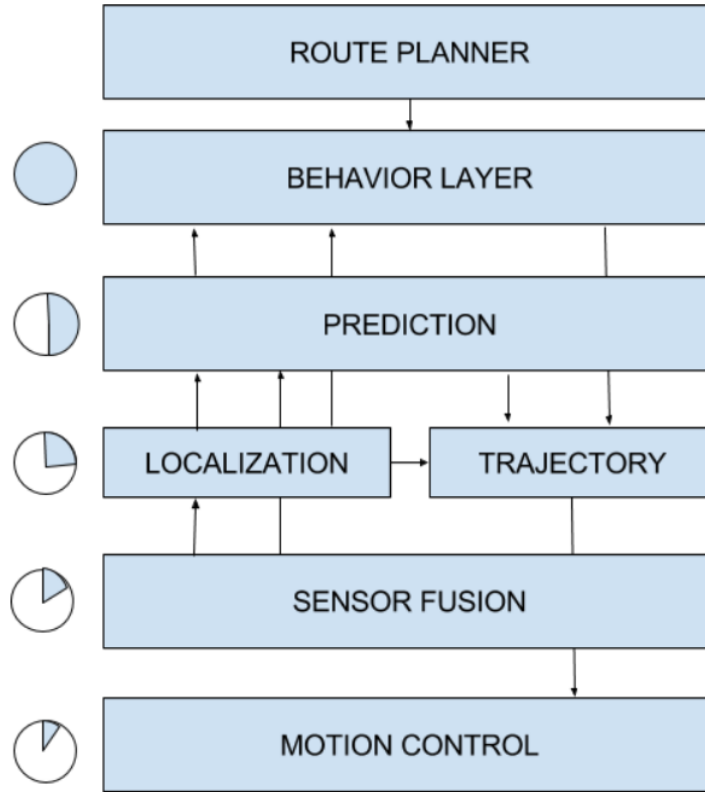 ROUTE PLANNER
BEHAVIOR LAYER
PREDICTION
LOCALIZATION
TRAJECTORY
SENSOR FUSION
MOTION CONTROL